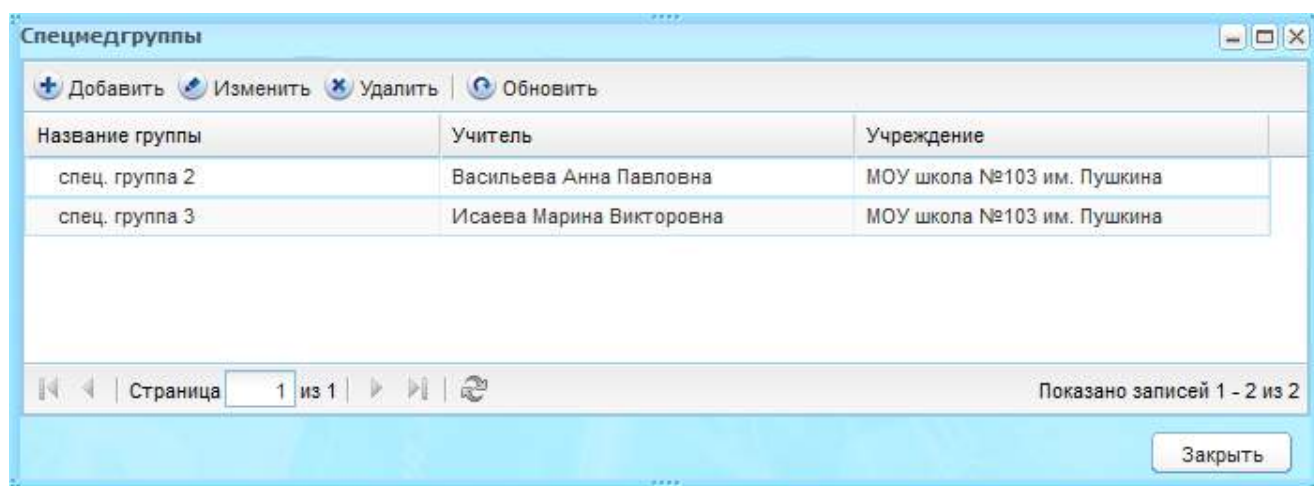 Спецмедгруппы
Добавить Изменить Удалить Обновить
Название группы Учитель Учреждение
спец. группа 2 Васильева Анна Павловна МОУ школа №103 им. Пушкина
спец. группа 3 Исаева Марина Викторовна МОУ школа №103 им. Пушкина
Страница 1 из 1 Показано записей 1 - 2 из 2
Закрыть